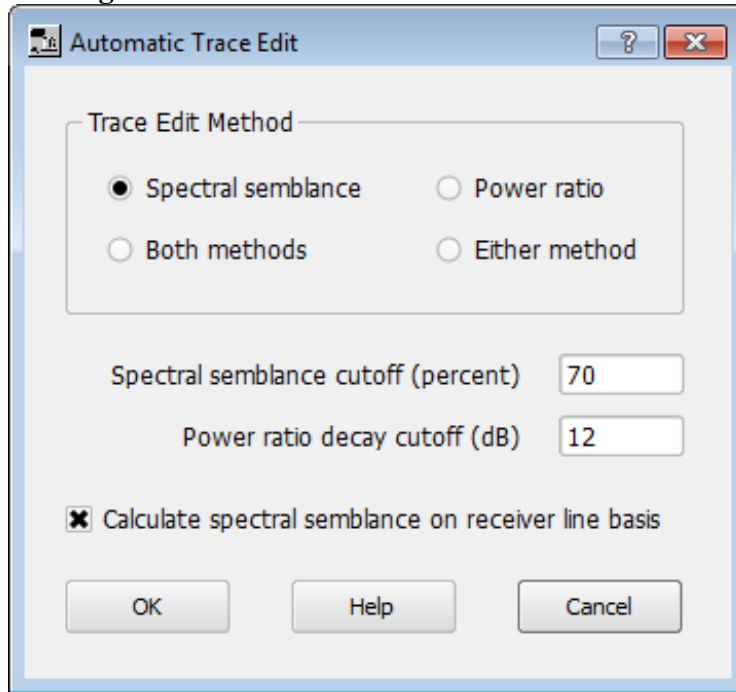 Automatic Trace Edit
Trace Edit Method
Spectral semblance Power ratio
Both methods Either method
Spectral semblance cutoff (percent) 70
Power ratio decay cutoff (dB) 12
Calculate spectral semblance on receiver line basis
OK Help Cancel